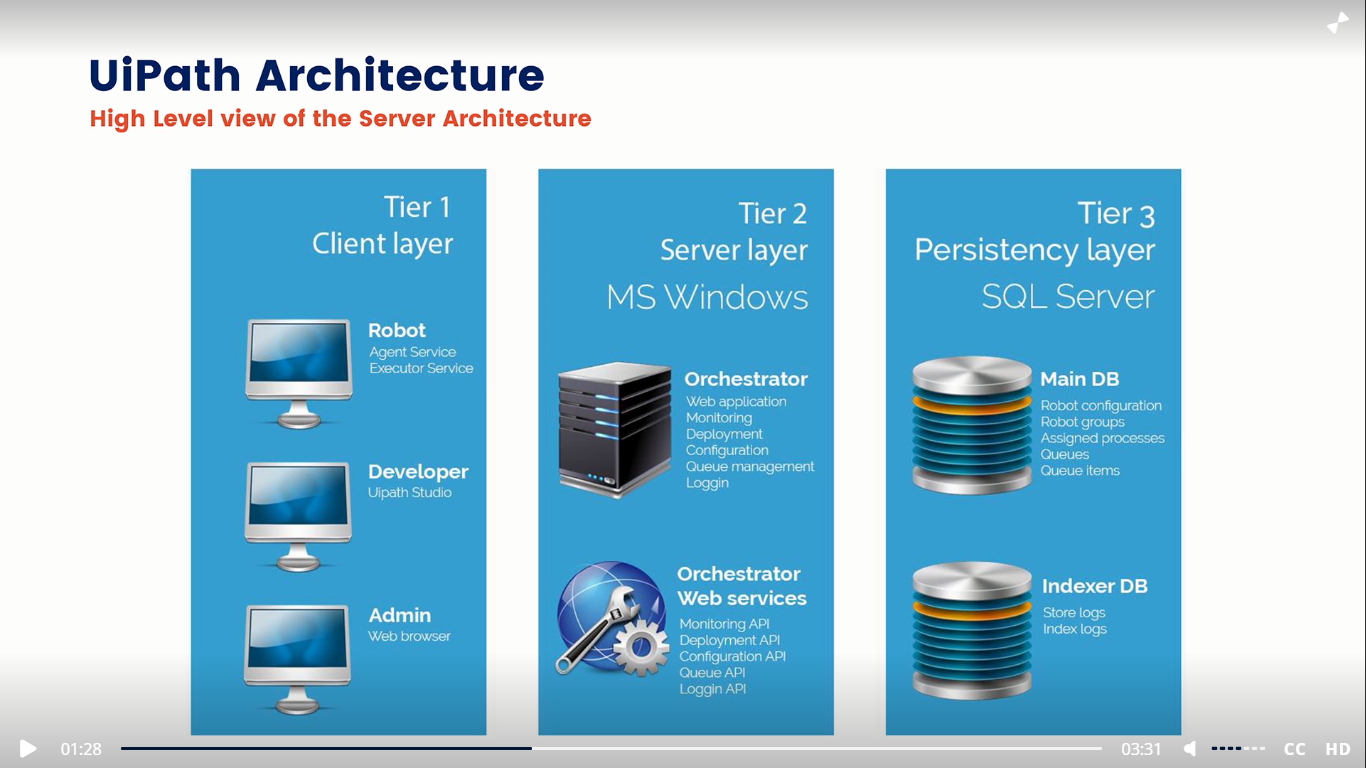 UiPath Architecture
High Level view of the Server Architecture
Tier 1
Client layer
Robot
Agent Service
Executor Service
Developer
Uipath Studio
Admin
Web browser
Tier 2
Server layer
MS Windows
Orchestrator
Web application
Monitoring
Deployment
Configuration
Queue management
Loggin
Orchestrator
Web services
Monitoring API
Deployment API
Configuration API
Queue API
Loggin API
Tier 3
Persistency layer
SQL Server
Main DB
Robot configuration
Robot groups
Assigned processes
Queues
Queue items
Indexer DB
Store logs
Index logs
01:28
03:31
CC
HD